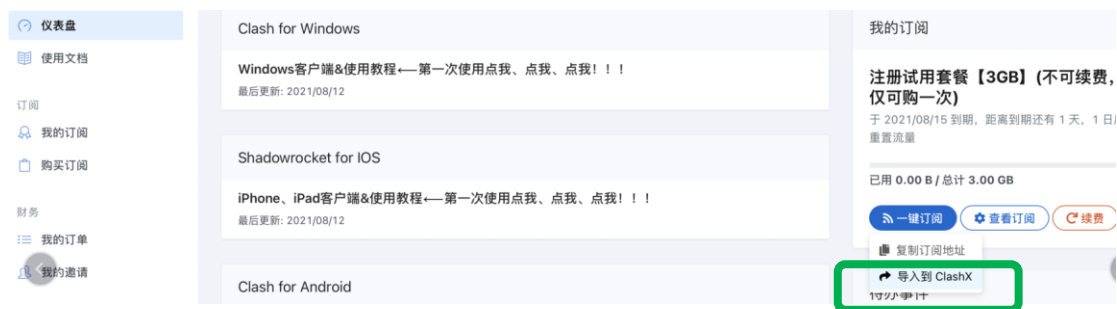 仪表盘
使用文档
订阅
我的订阅
购买订阅
财务
我的订单
我的邀请
Clash for Windows
Windows客户端&使用教程←—第一次使用点我、点我、点我！！！
最后更新: 2021/08/12
Shadowrocket for IOS
iPhone、iPad客户端&使用教程←—第一次使用点我、点我、点我！！！
最后更新: 2021/08/12
Clash for Android
我的订阅
注册试用套餐【3GB】(不可续费，
仅可购一次)
于 2021/08/15 到期，距离到期还有 1 天，1 日
重置流量
已用 0.00 B / 总计 3.00 GB
一键订阅
查看订阅
续费
复制订阅地址
导入到 ClashX
待办事件